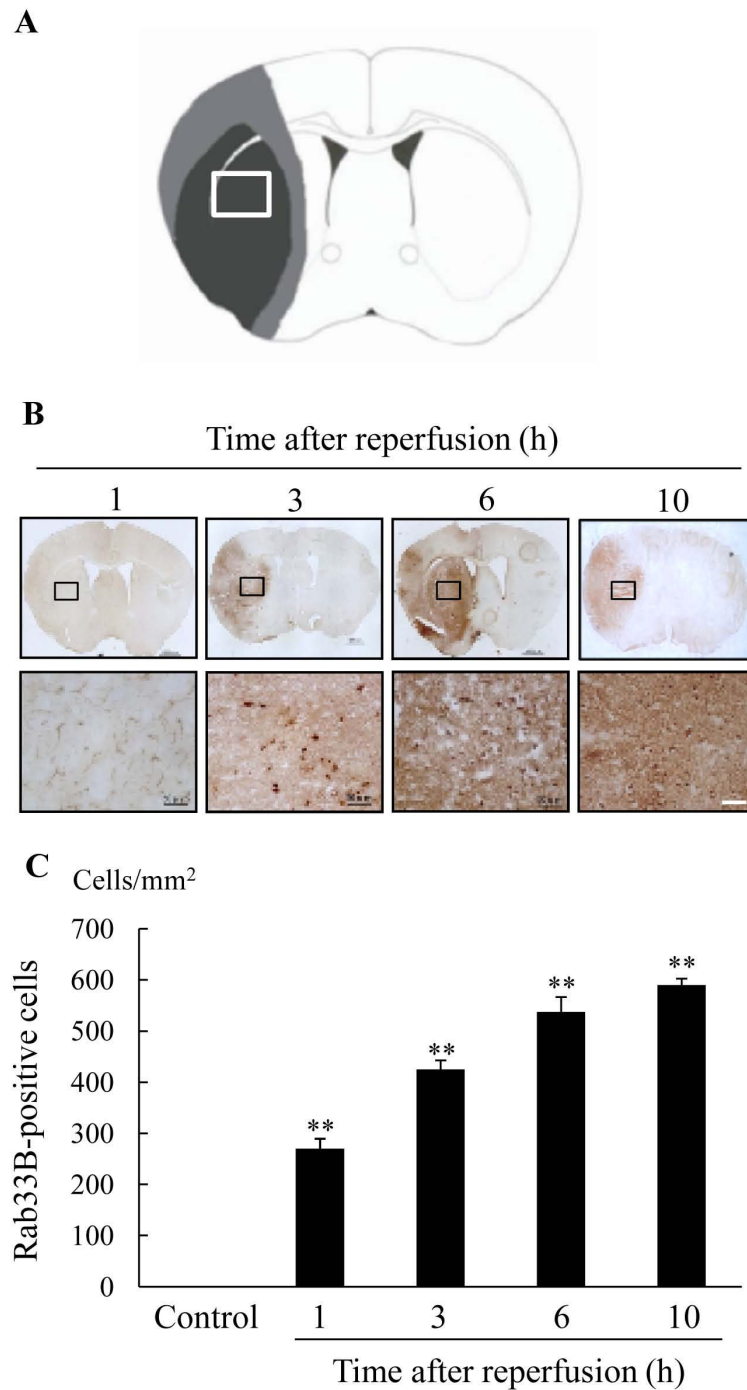 A
B
Time after reperfusion (h)
1 3 6 10
C
Cells/mm²
Rab33B-positive cells
700
600
500
400
300
200
100
0
** ** ** **
Control 1 3 6 10
Time after reperfusion (h)